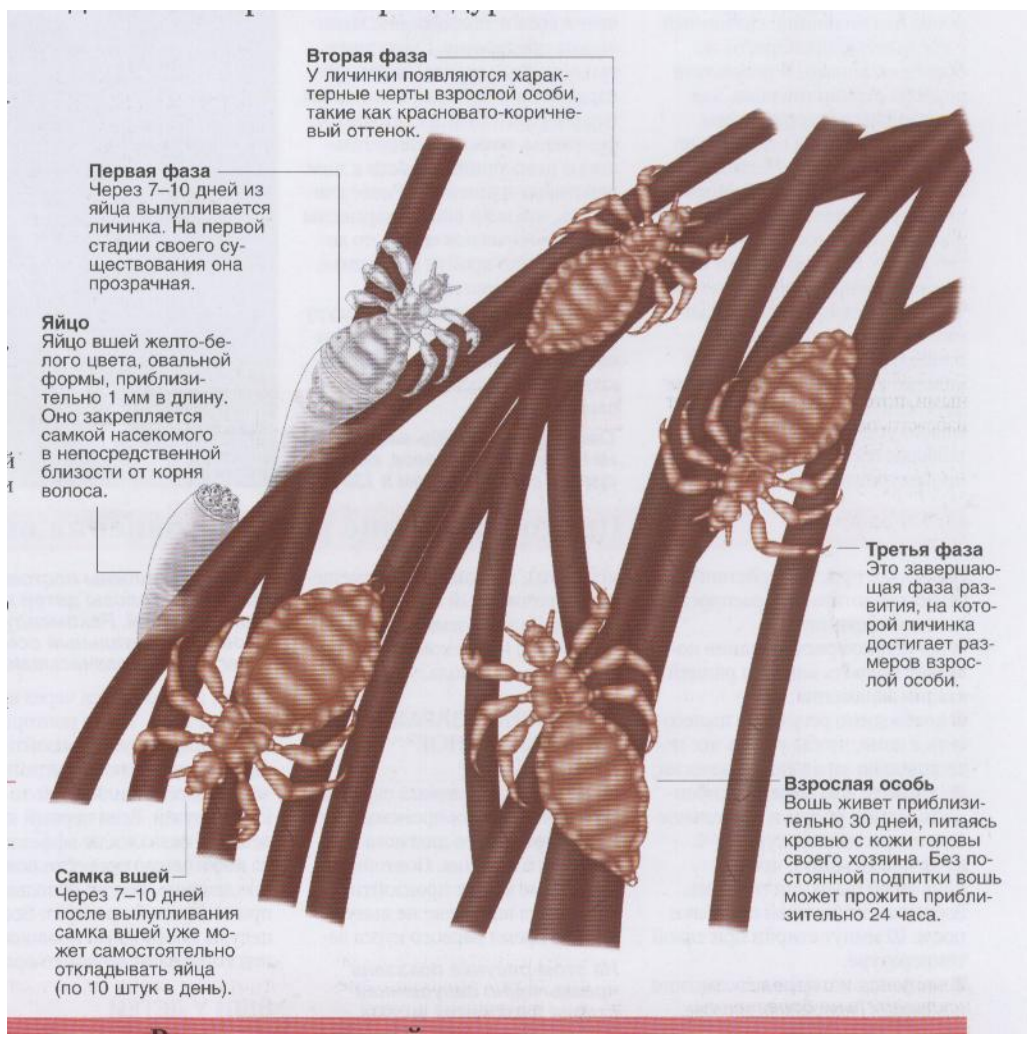 Вторая фаза
У личинки появляются харак-
терные черты взрослой особи,
такие как красновато-коричне-
вый оттенок.
Первая фаза
Через 7–10 дней из
яйца вылупливается
личинка. На первой
стадии своего су-
ществования она
прозрачная.
Яйцо
Яйцо вшей желто-бе-
лого цвета, овальной
формы, приблизи-
тельно 1 мм в длину.
Оно закрепляется
самкой насекомого
в непосредственной
близости от корня
волоса.
Третья фаза
Это завершаю-
щая фаза раз-
вития, на кото-
рой личинка
достигает раз-
меров взрос-
лой особи.
Взрослая особь
Вошь живет приблизи-
тельно 30 дней, питаясь
кровью с кожи головы
своего хозяина. Без по-
стоянной подпитки вошь
может прожить прибли-
зительно 24 часа.
Самка вшей
Через 7–10 дней
после вылупливания
самка вшей уже мо-
жет самостоятельно
откладывать яйца
(по 10 штук в день).